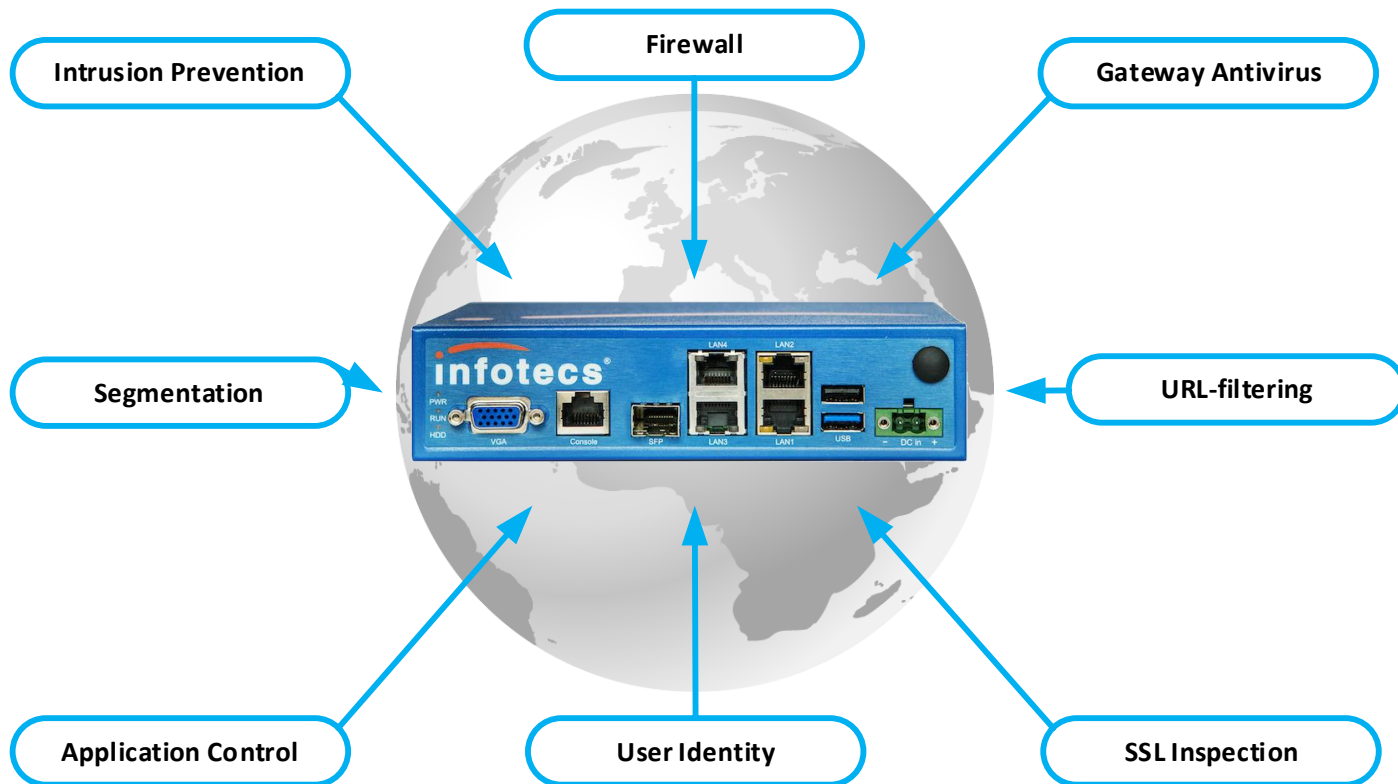 Firewall
Intrusion Prevention
Gateway Antivirus
infotecs®
LAN4
LAN2
PWR
RUN
HDD
VGA
Console
SFP
LAN3
LAN1
USB
− DC in +
Segmentation
URL-filtering
Application Control
User Identity
SSL Inspection